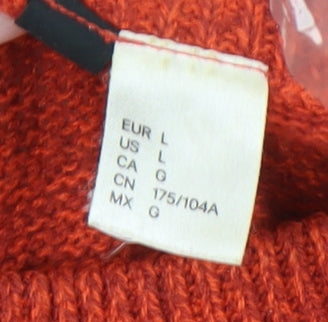 EUR L
US L
CA G
CN 175/104A
MX G